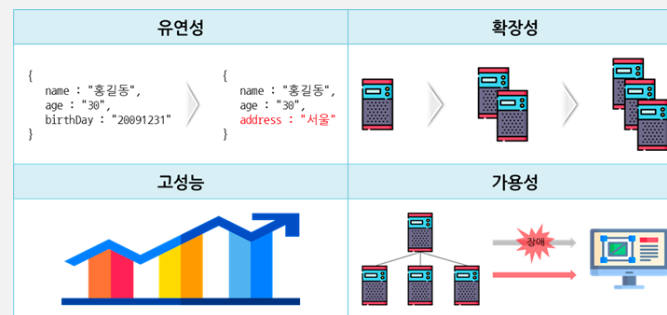 유연성
확장성
{
name : "홍길동",
age : "30",
birthDay : "20091231"
}
{
name : "홍길동",
age : "30",
address : "서울"
}
고성능
가용성
장애